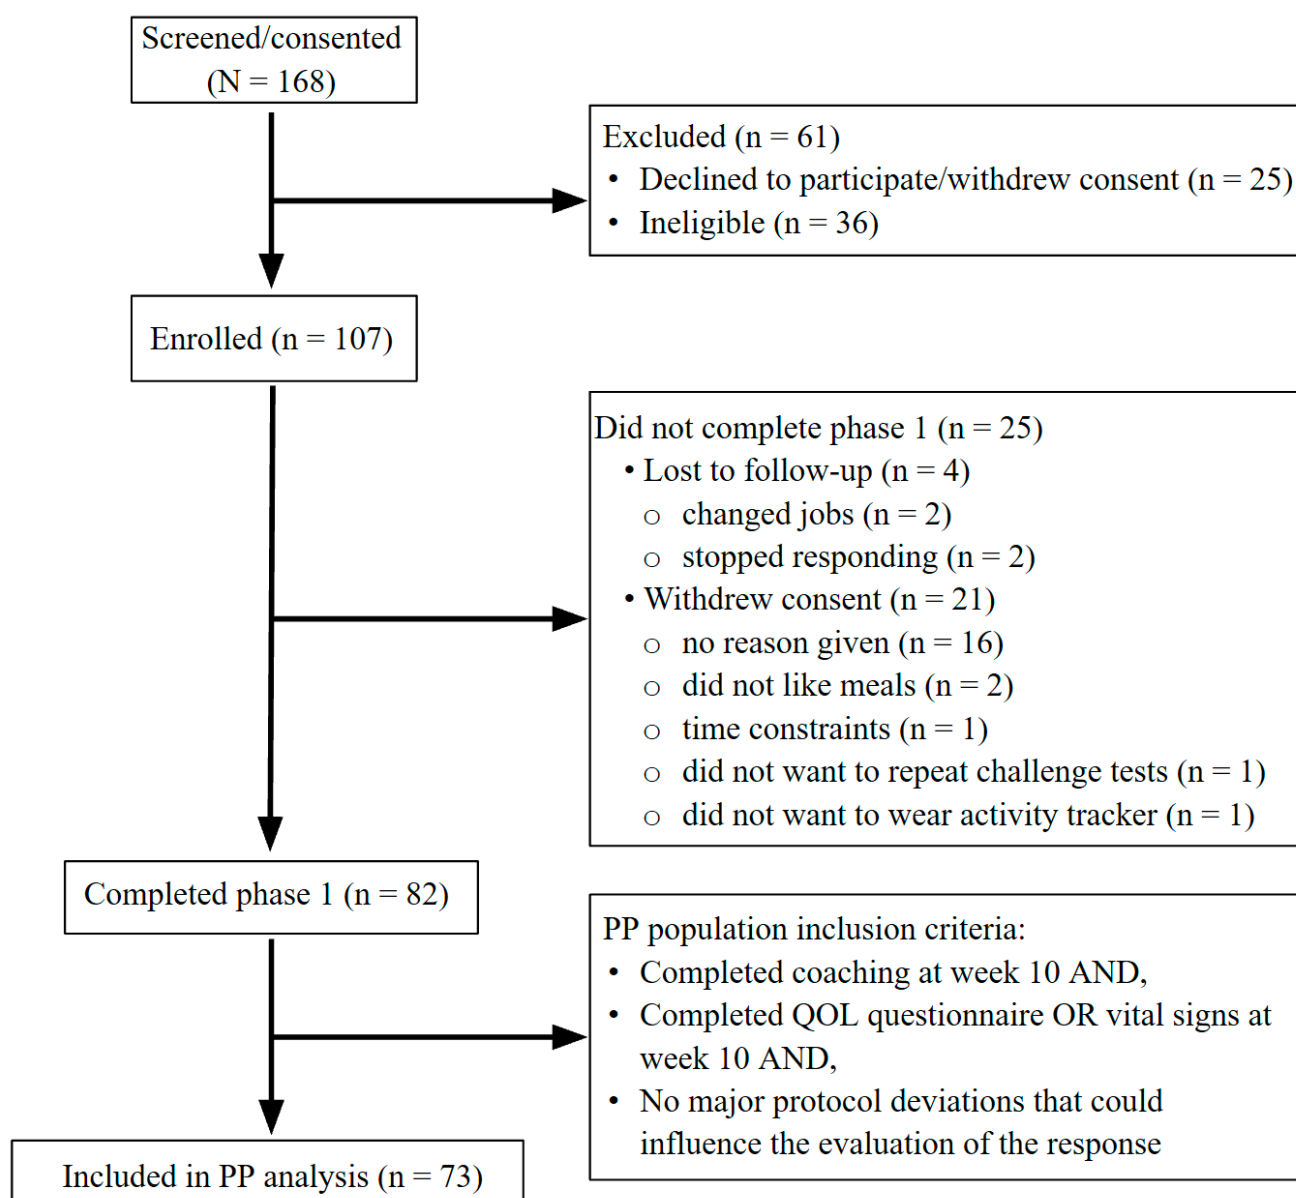 Screened/consented
(N = 168)
Excluded (n = 61)
• Declined to participate/withdrew consent (n = 25)
• Ineligible (n = 36)
Enrolled (n = 107)
Did not complete phase 1 (n = 25)
• Lost to follow-up (n = 4)
o changed jobs (n = 2)
o stopped responding (n = 2)
• Withdrew consent (n = 21)
o no reason given (n = 16)
o did not like meals (n = 2)
o time constraints (n = 1)
o did not want to repeat challenge tests (n = 1)
o did not want to wear activity tracker (n = 1)
Completed phase 1 (n = 82)
PP population inclusion criteria:
• Completed coaching at week 10 AND,
• Completed QOL questionnaire OR vital signs at
week 10 AND,
• No major protocol deviations that could
influence the evaluation of the response
Included in PP analysis (n = 73)